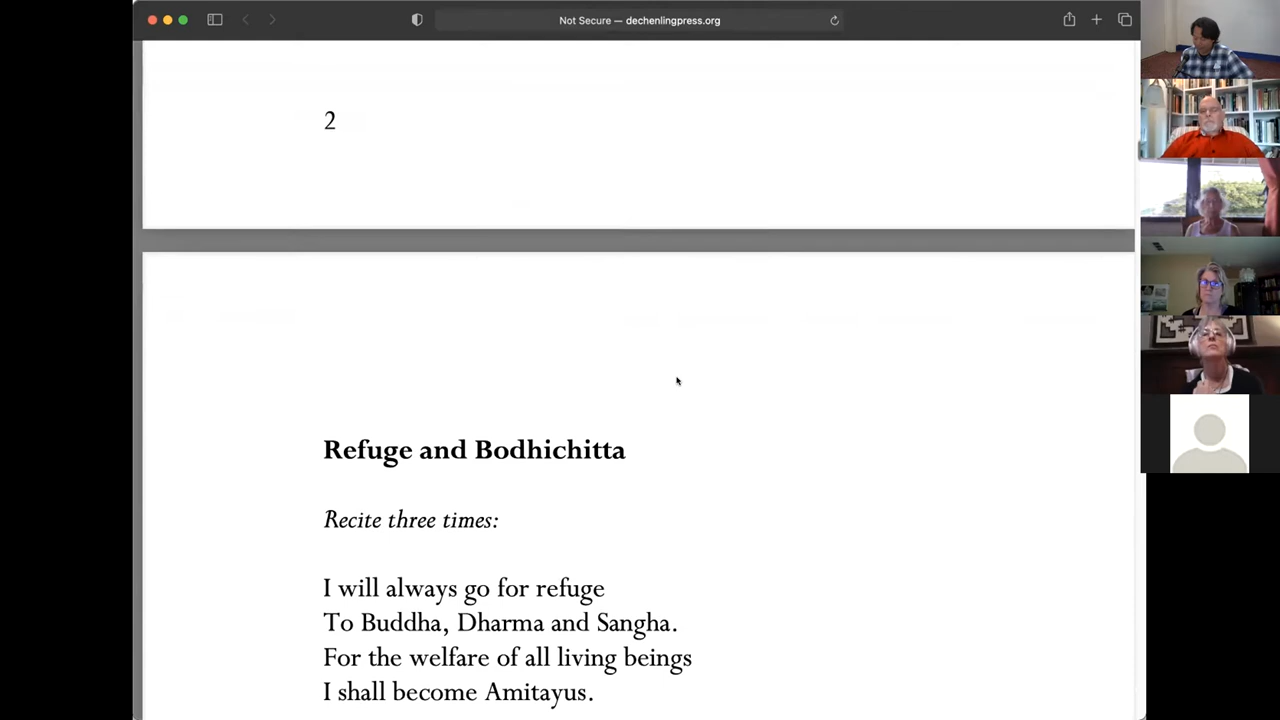 Not Secure — dechenlingpress.org
2
Refuge and Bodhichitta
Recite three times:
I will always go for refuge
To Buddha, Dharma and Sangha.
For the welfare of all living beings
I shall become Amitayus.